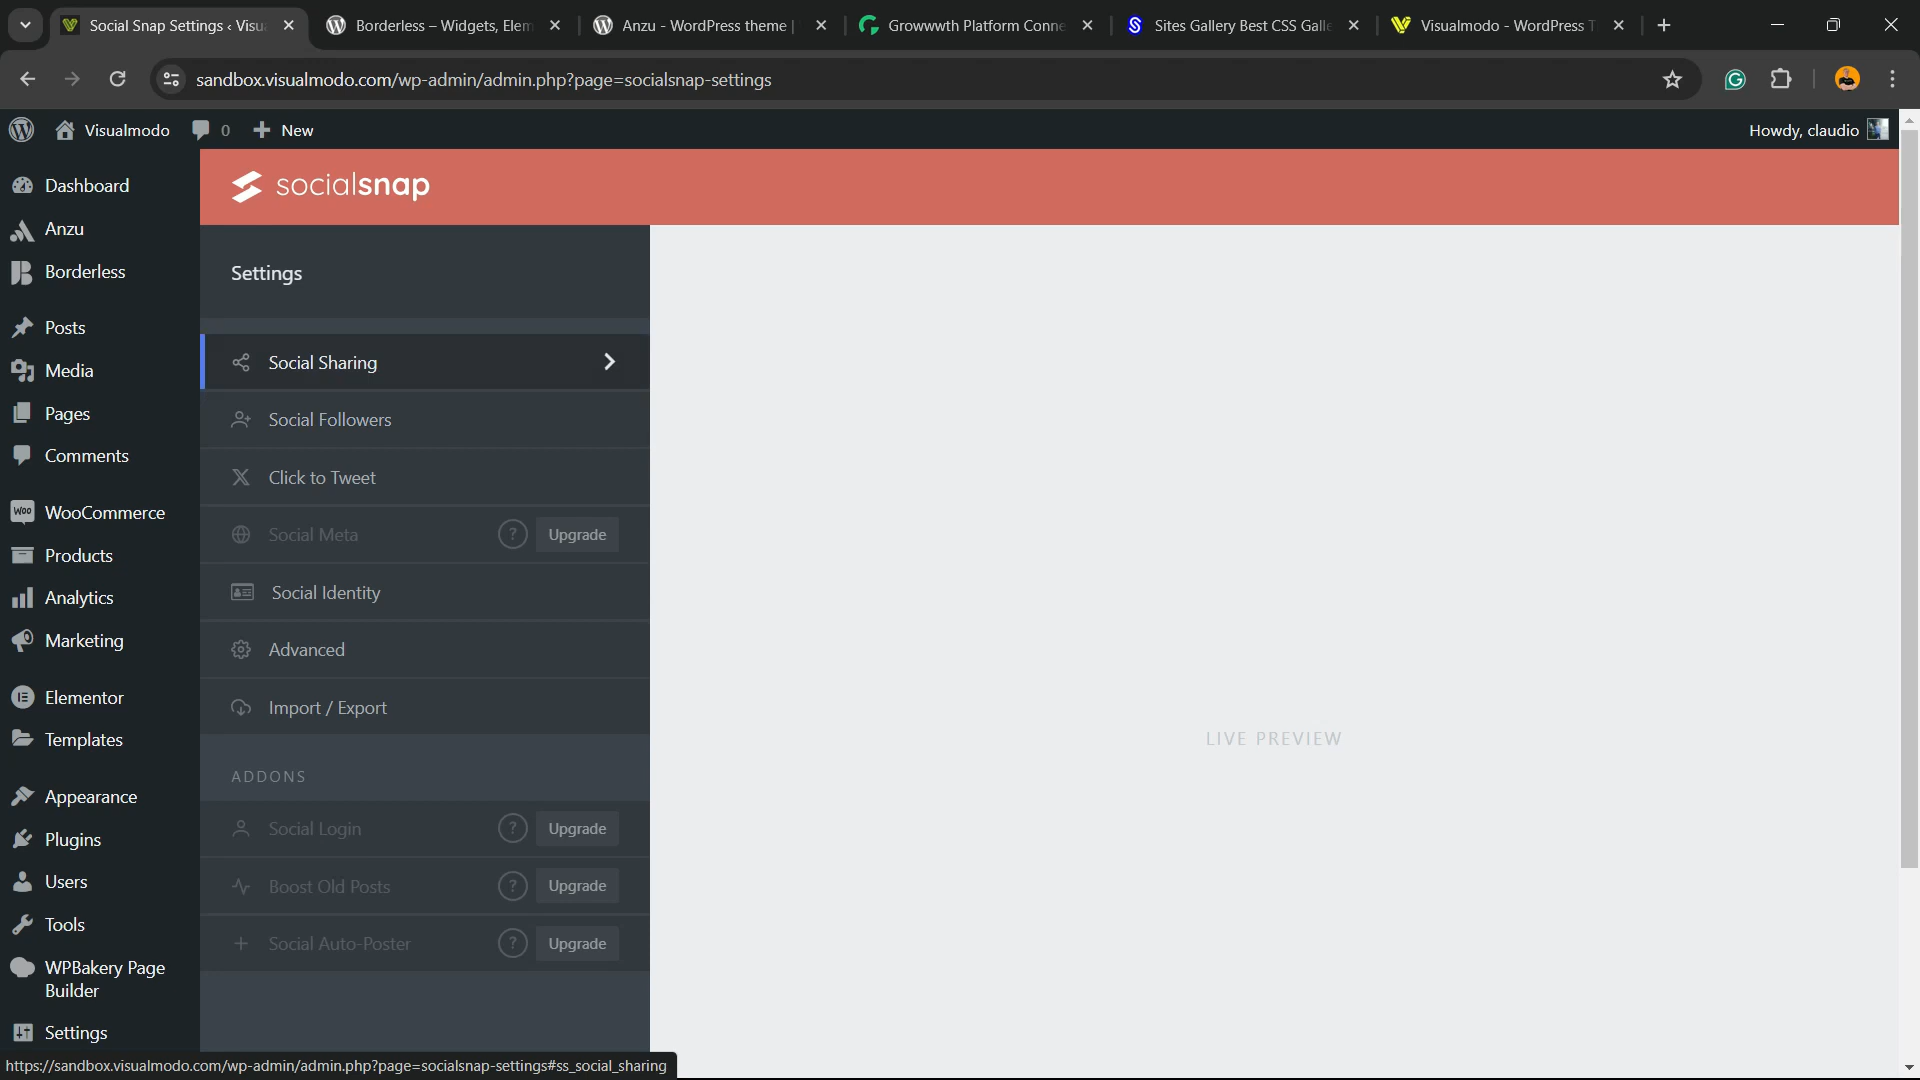 Social Snap Settings ‹ Visua
Borderless – Widgets, Elem
Anzu - WordPress theme |
Growwwth Platform Conne
Sites Gallery Best CSS Galle
Visualmodo - WordPress T
sandbox.visualmodo.com/wp-admin/admin.php?page=socialsnap-settings
Visualmodo
0
New
Howdy, claudio
Dashboard
Anzu
Borderless
Posts
Media
Pages
Comments
Woo
WooCommerce
Products
Analytics
Marketing
Elementor
Templates
Appearance
Plugins
Users
Tools
WPBakery Page
Builder
Settings
socialsnap
Settings
Social Sharing
Social Followers
Click to Tweet
Social Meta ? Upgrade
Social Identity
Advanced
Import / Export
ADDONS
Social Login ? Upgrade
Boost Old Posts ? Upgrade
Social Auto-Poster ? Upgrade
LIVE PREVIEW
https://sandbox.visualmodo.com/wp-admin/admin.php?page=socialsnap-settings#ss_social_sharing